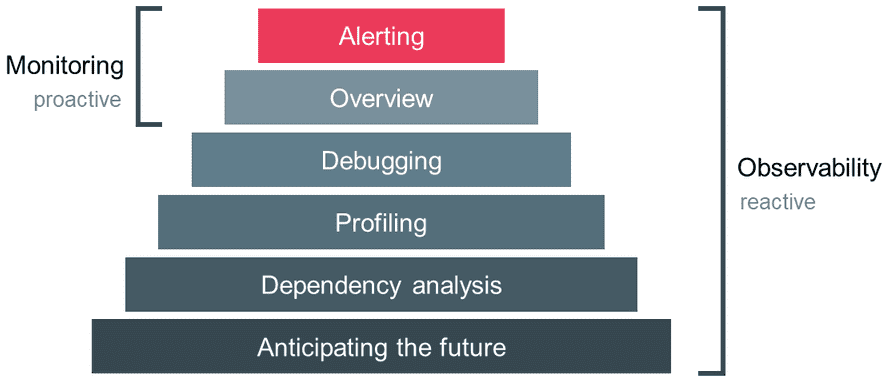 Alerting
Monitoring
proactive
Overview
Debugging
Observability
reactive
Profiling
Dependency analysis
Anticipating the future